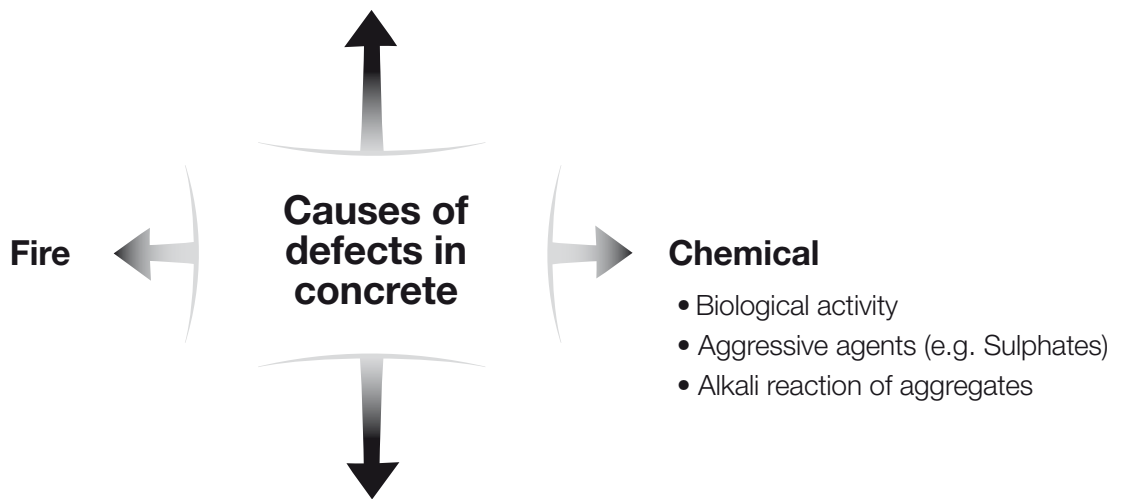 Causes of
defects in
concrete
Fire
Chemical
• Biological activity
• Aggressive agents (e.g. Sulphates)
• Alkali reaction of aggregates